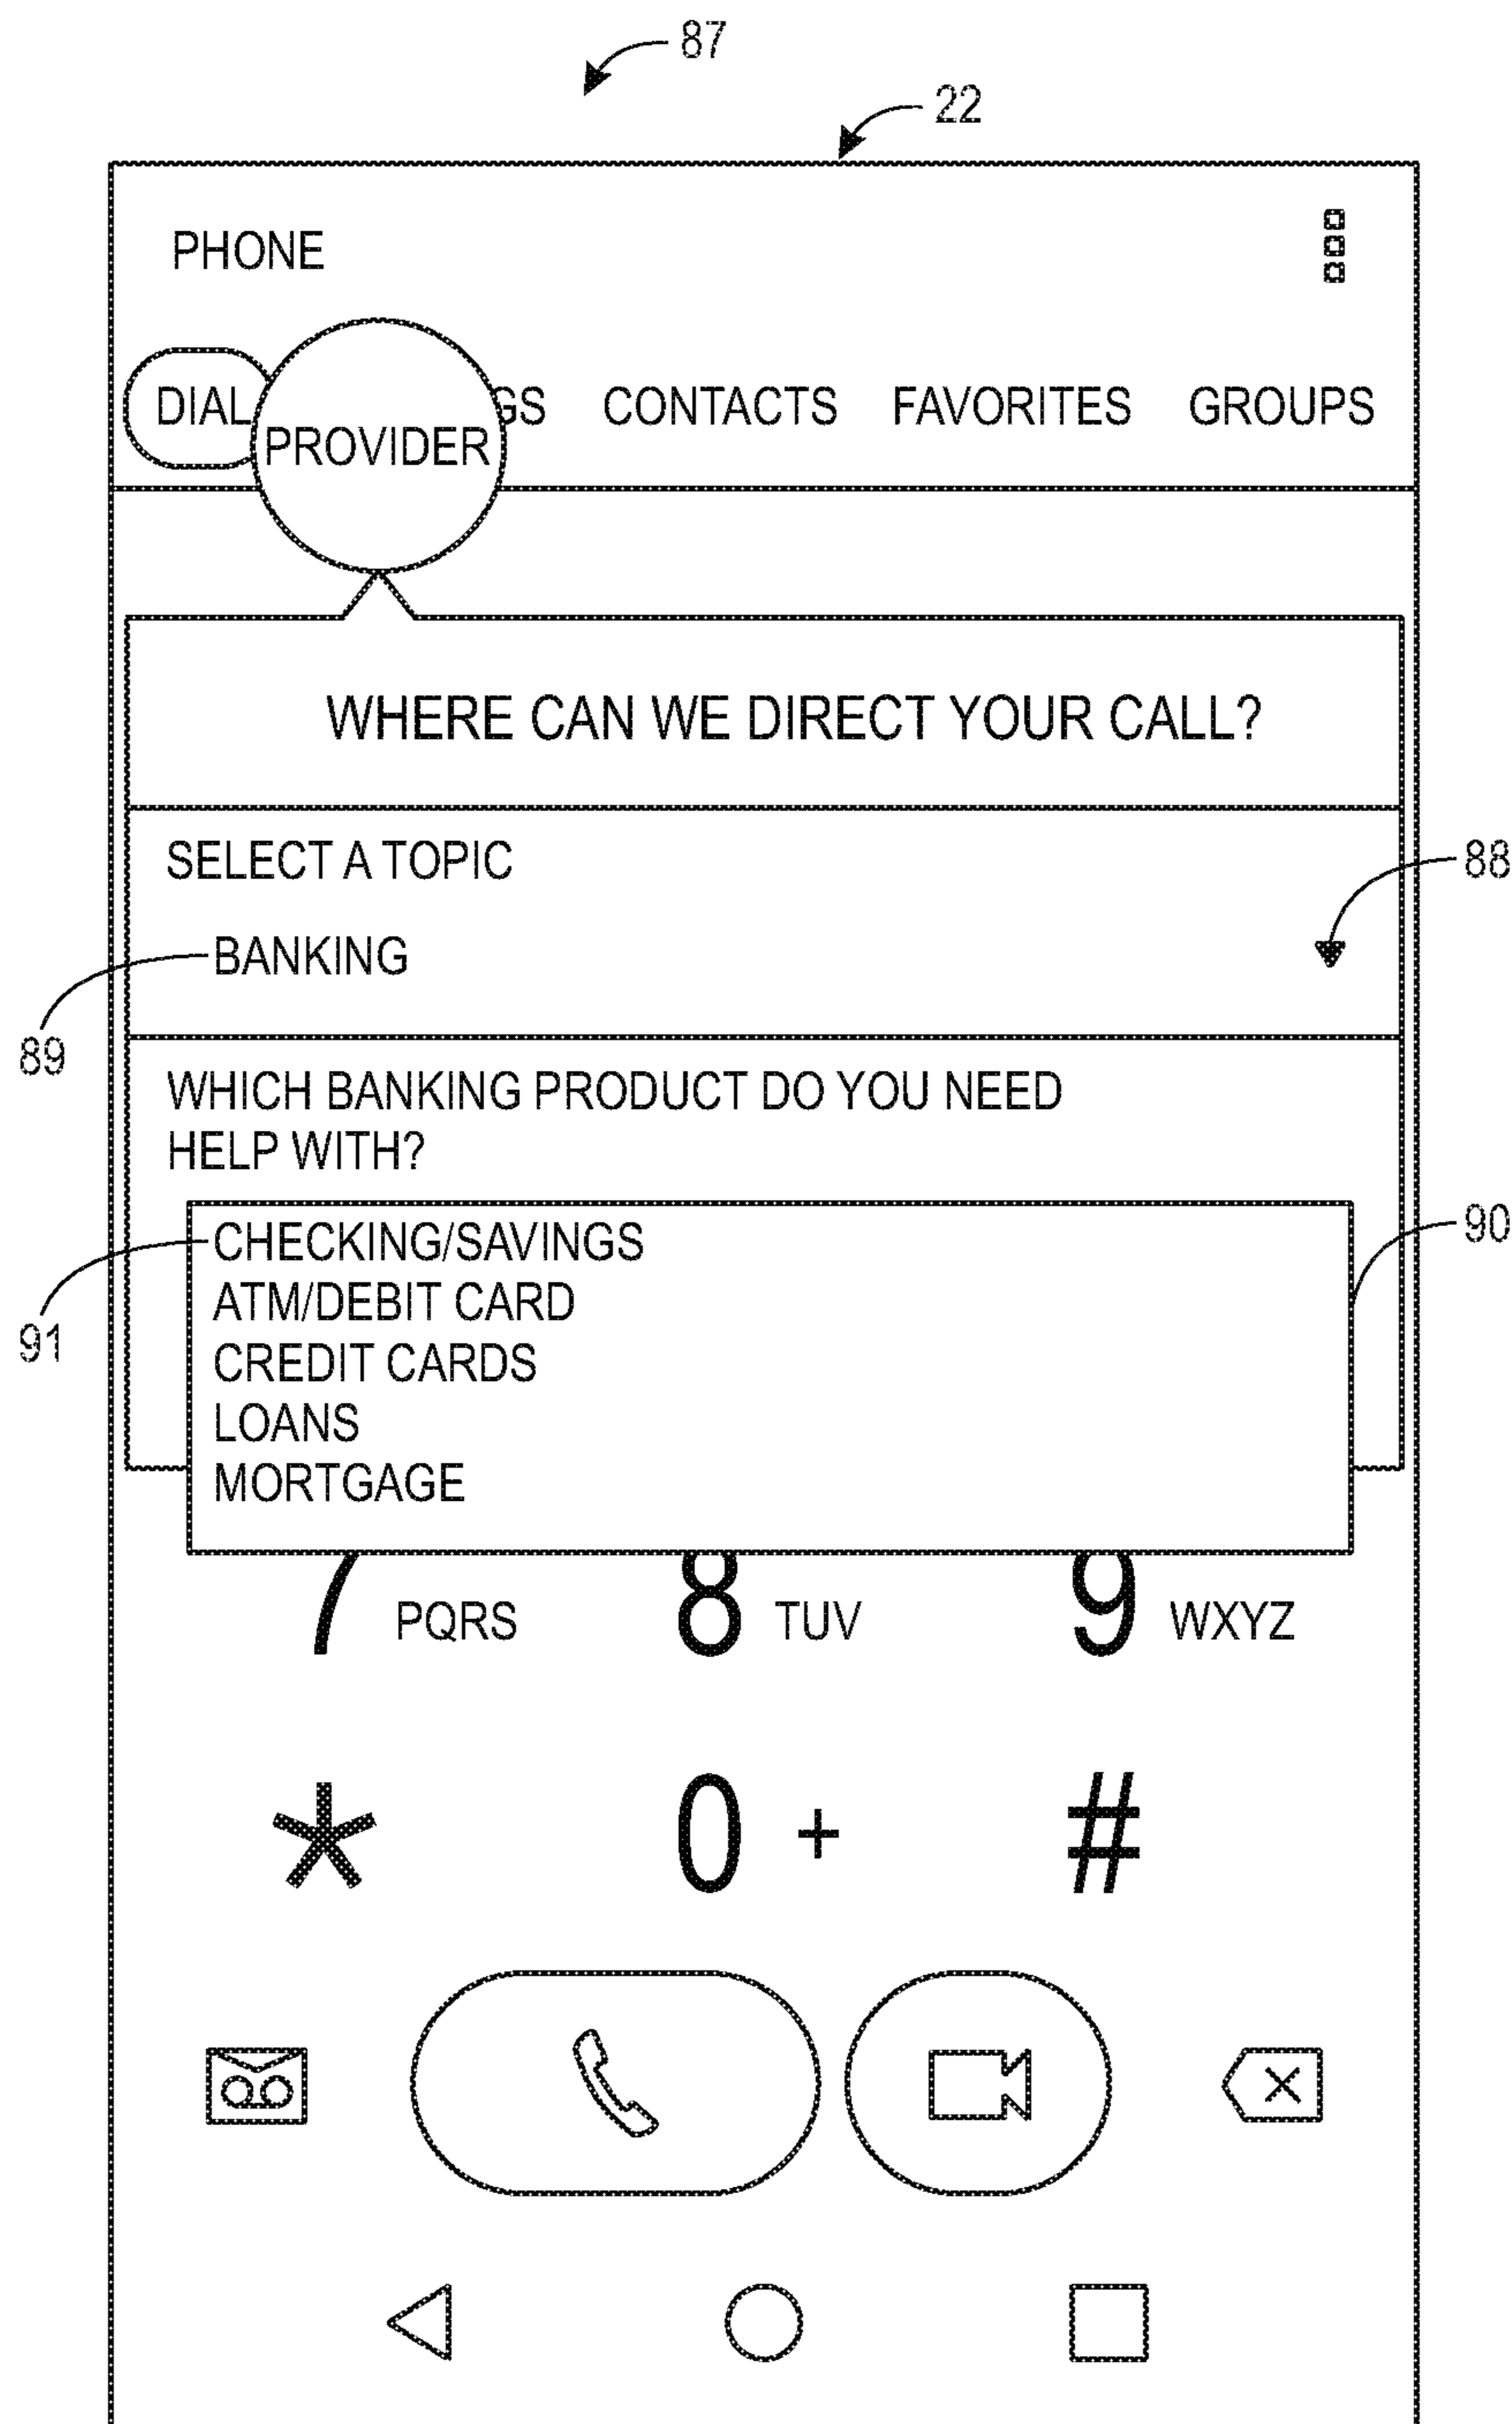 87
22
PHONE
DIAL PROVIDER GS CONTACTS FAVORITES GROUPS
WHERE CAN WE DIRECT YOUR CALL?
SELECT A TOPIC
88
BANKING
89
WHICH BANKING PRODUCT DO YOU NEED
HELP WITH?
90
CHECKING/SAVINGS
91
ATM/DEBIT CARD
CREDIT CARDS
LOANS
MORTGAGE
7 PQRS 8 TUV 9 WXYZ
* 0 + #